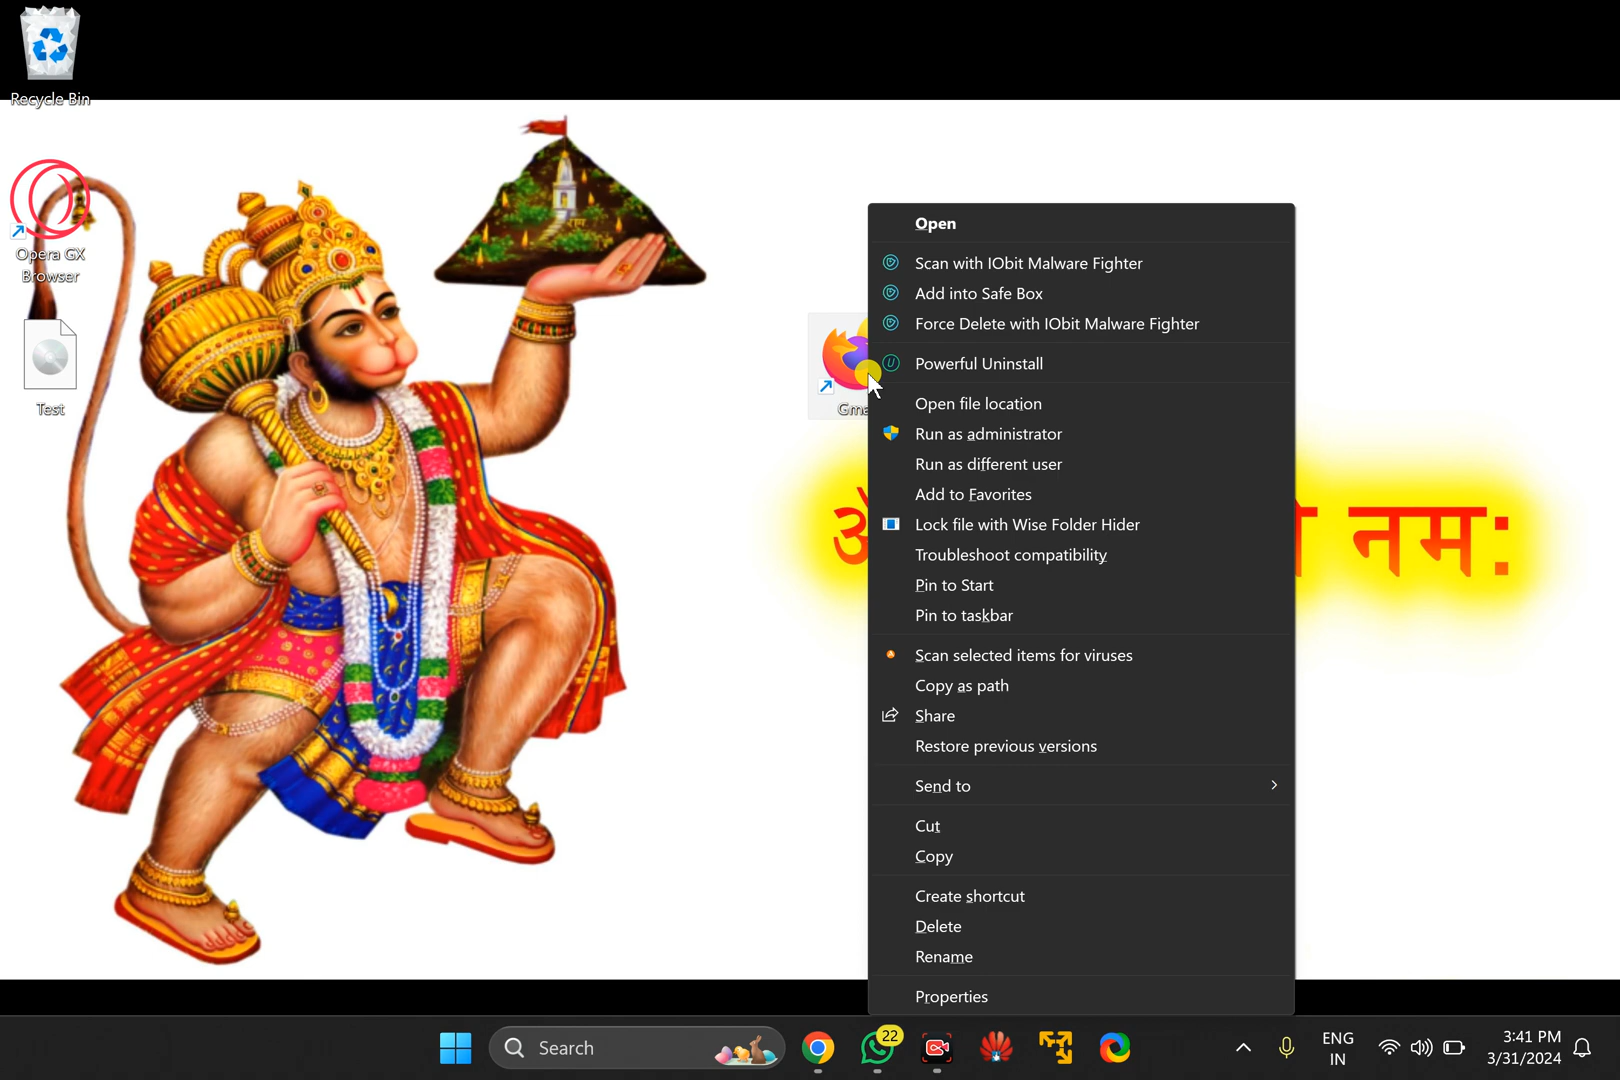 Recycle Bin
Opera GX
Browser
Test
राम
Open
Scan with IObit Malware Fighter
Add into Safe Box
Force Delete with IObit Malware Fighter
Powerful Uninstall
Open file location
Run as administrator
Run as different user
Add to Favorites
Lock file with Wise Folder Hider
Troubleshoot compatibility
Pin to Start
Pin to taskbar
Scan selected items for viruses
Copy as path
Share
Restore previous versions
Send to
Cut
Copy
Create shortcut
Delete
Rename
Properties
नम:
Search
22
ENG
IN
3:41 PM
3/31/2024